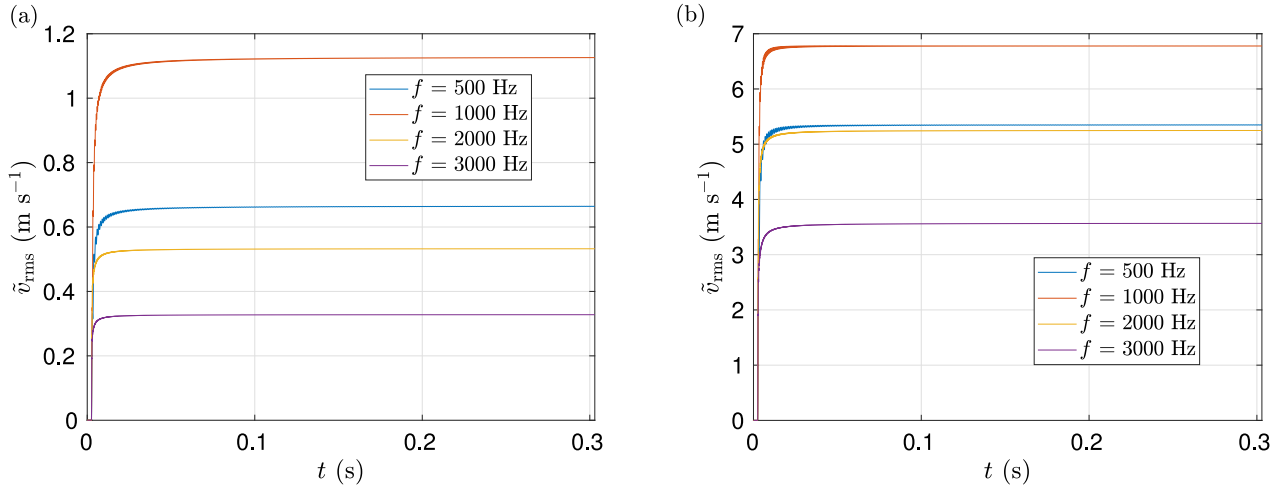 (a)
1.2
1
0.8
0.6
0.4
0.2
0
0
0.1
0.2
0.3
ṽrms (m s⁻¹)
t (s)
f = 500 Hz
f = 1000 Hz
f = 2000 Hz
f = 3000 Hz
(b)
7
6
5
4
3
2
1
0
0
0.1
0.2
0.3
ṽrms (m s⁻¹)
t (s)
f = 500 Hz
f = 1000 Hz
f = 2000 Hz
f = 3000 Hz